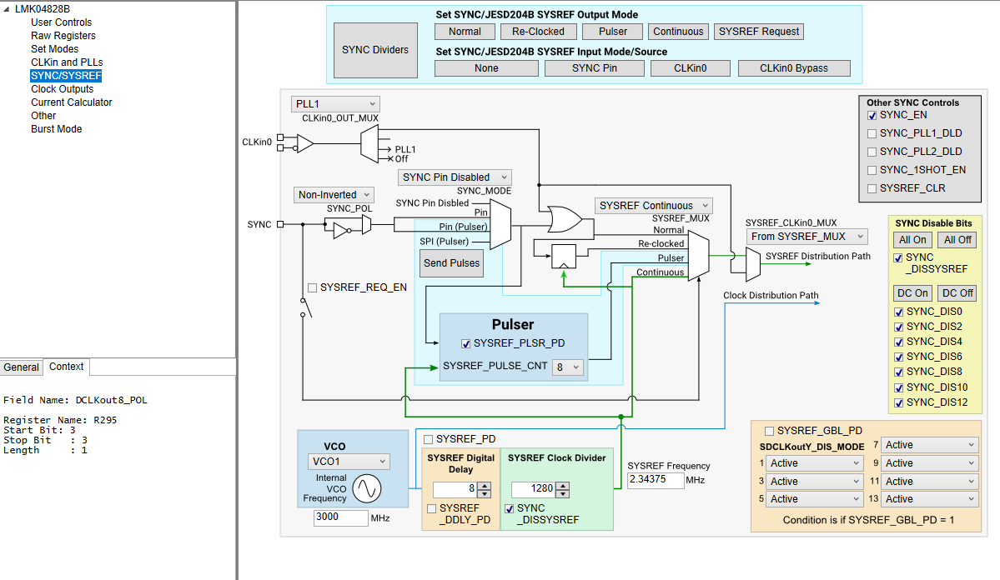 LMK04828B
User Controls
Raw Registers
Set Modes
CLKin and PLLs
SYNC/SYSREF
Clock Outputs
Current Calculator
Other
Burst Mode
General Context
Field Name: DCLKout8_POL
Register Name: R295
Start Bit: 3
Stop Bit : 3
Length : 1
Set SYNC/JESD204B SYSREF Output Mode
SYNC Dividers
Normal Re-Clocked Pulser Continuous SYSREF Request
Set SYNC/JESD204B SYSREF Input Mode/Source
None SYNC Pin CLKin0 CLKin0 Bypass
PLL1
CLKin0_OUT_MUX
CLKin0
PLL1
Off
SYNC Pin Disabled
SYNC_MODE
Non-Inverted
SYNC_POL
SYNC Pin Disbled
Pin
Pin (Pulser)
SPI (Pulser)
Send Pulses
SYNC
SYSREF_REQ_EN
SYSREF Continuous
SYSREF_MUX
Normal
Re-clocked
Pulser
Continuous
SYSREF_CLKin0_MUX
From SYSREF_MUX
SYSREF Distribution Path
Clock Distribution Path
Pulser
SYSREF_PLSR_PD
SYSREF_PULSE_CNT 8
Other SYNC Controls
SYNC_EN
SYNC_PLL1_DLD
SYNC_PLL2_DLD
SYNC_1SHOT_EN
SYSREF_CLR
SYNC Disable Bits
All On All Off
SYNC
_DISSYSREF
DC On DC Off
SYNC_DIS0
SYNC_DIS2
SYNC_DIS4
SYNC_DIS6
SYNC_DIS8
SYNC_DIS10
SYNC_DIS12
VCO
VCO1
Internal
VCO
Frequency
3000 MHz
SYSREF_PD
SYSREF Digital
Delay
8
SYSREF
_DDLY_PD
SYSREF Clock Divider
1280
SYNC
_DISSYSREF
SYSREF Frequency
2.34375 MHz
SYSREF_GBL_PD
SDCLKoutY_DIS_MODE
7 Active
1 Active 9 Active
3 Active 11 Active
5 Active 13 Active
Condition is if SYSREF_GBL_PD = 1